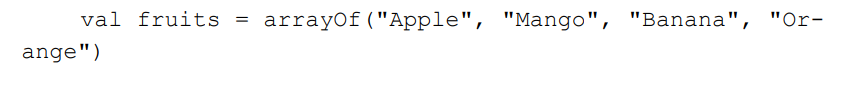 val fruits = arrayOf("Apple", "Mango", "Banana", "Or-
ange")